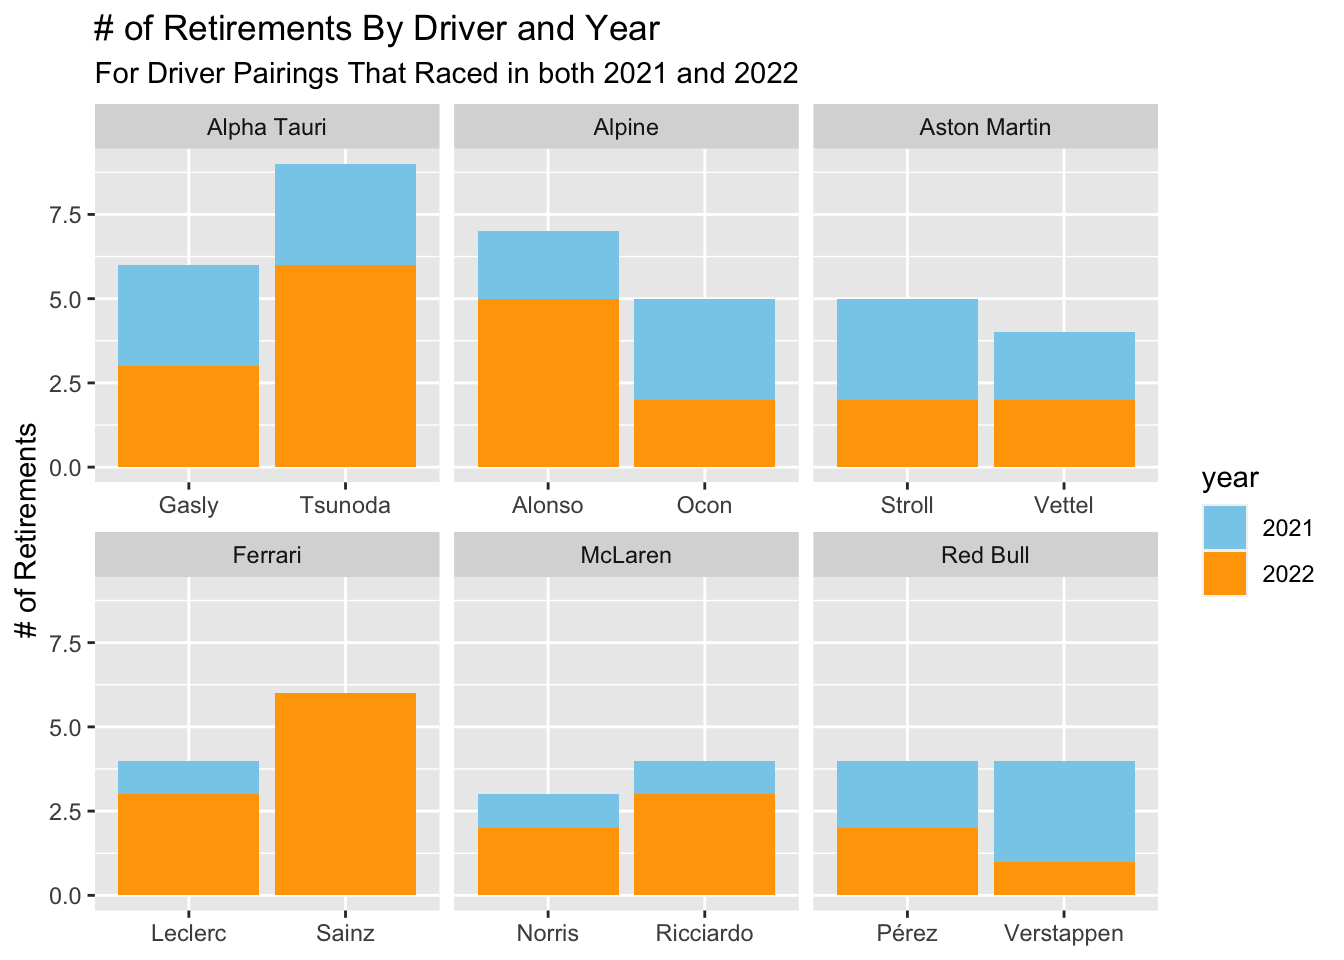 # of Retirements By Driver and Year
For Driver Pairings That Raced in both 2021 and 2022
Alpha Tauri
Alpine
Aston Martin
7.5
5.0
2.5
0.0
Gasly
Tsunoda
Alonso
Ocon
Stroll
Vettel
# of Retirements
Ferrari
McLaren
Red Bull
7.5
5.0
2.5
0.0
Leclerc
Sainz
Norris
Ricciardo
Pérez
Verstappen
year
2021
2022